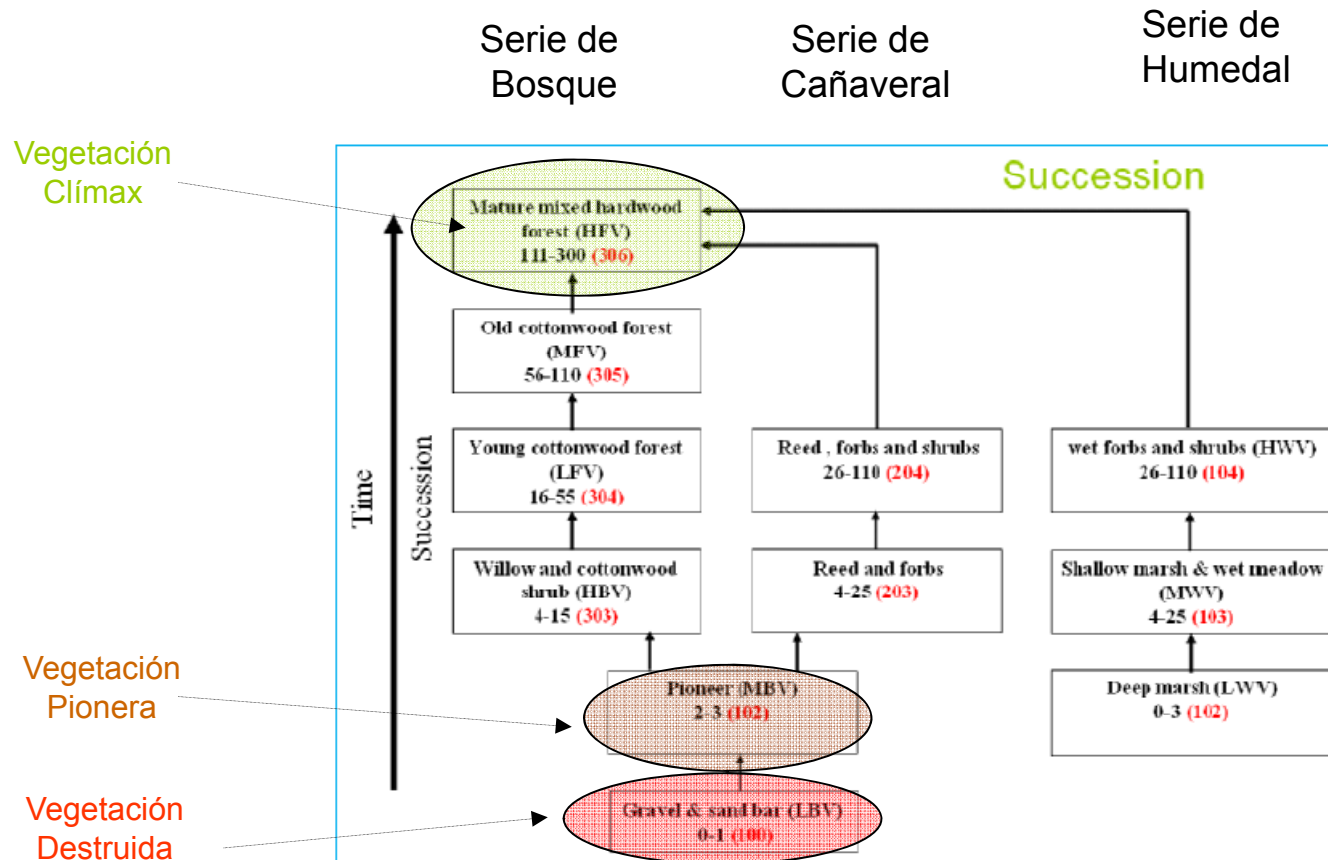 Serie de
Bosque
Serie de
Cañaveral
Serie de
Humedal
Vegetación
Clímax
Succession
Mature mixed hardwood
forest (HFV)
111-300 (306)
Old cottonwood forest
(MFV)
56-110 (305)
Time
Succession
Young cottonwood forest
(LFV)
16-55 (304)
Reed , forbs and shrubs
26-110 (204)
wet forbs and shrubs (HWV)
26-110 (104)
Willow and cottonwood
shrub (HBV)
4-15 (303)
Reed and forbs
4-25 (203)
Shallow marsh & wet meadow
(MWV)
4-25 (103)
Vegetación
Pionera
Pioneer (MBV)
2-3 (102)
Deep marsh (LWV)
0-3 (102)
Vegetación
Destruida
Gravel & sand bar (LBV)
0-1 (100)